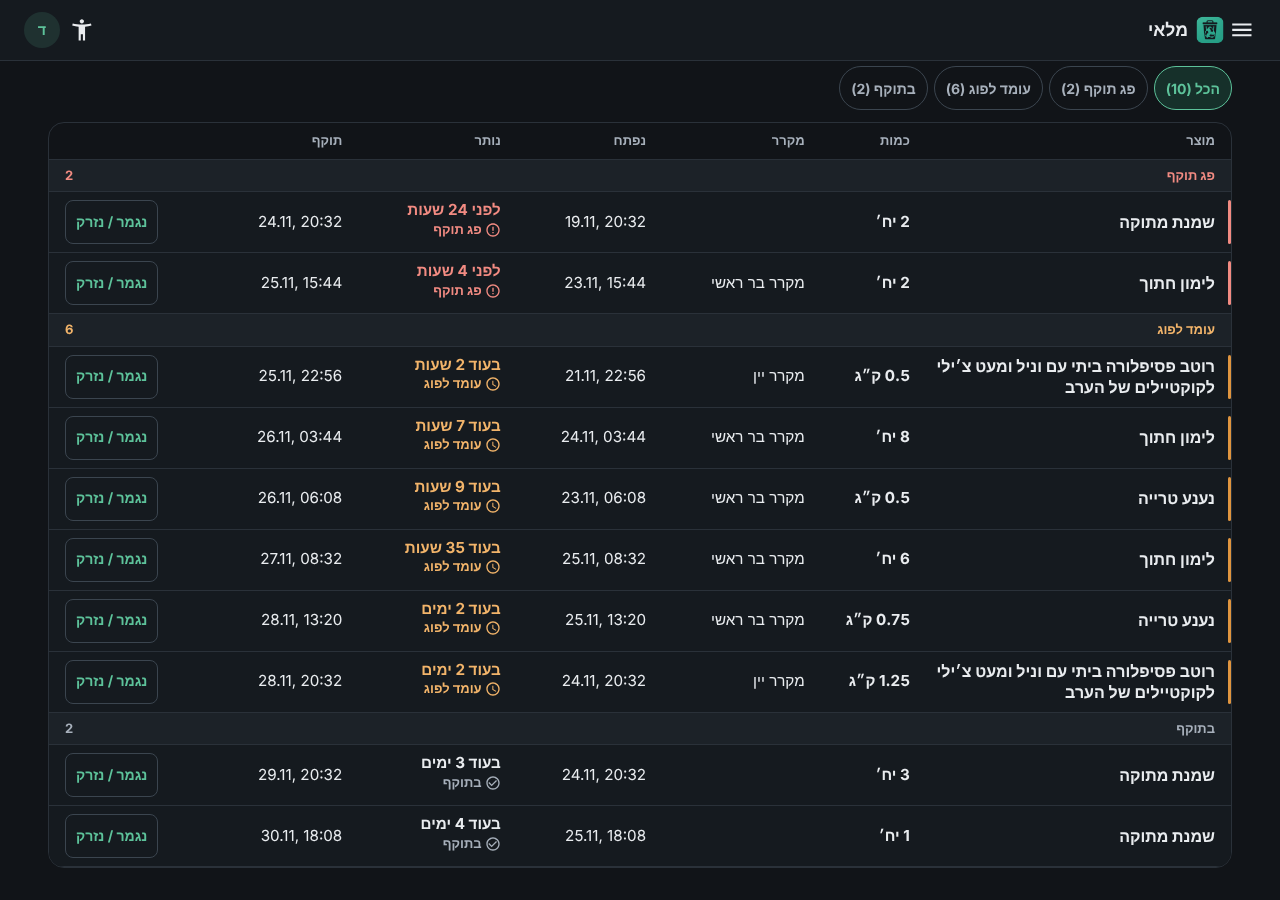 מלאי
ד
הכל (10)
פג תוקף (2)
עומד לפוג (6)
בתוקף (2)
מוצר כמות מקרר נפתח נותר תוקף
פג תוקף 2
שמנת מתוקה 2 יח׳ 19.11, 20:32 לפני 24 שעות 24.11, 20:32 נגמר / נזרק
פג תוקף
לימון חתוך 2 יח׳ מקרר בר ראשי 23.11, 15:44 לפני 4 שעות 25.11, 15:44 נגמר / נזרק
פג תוקף
עומד לפוג 6
רוטב פסיפלורה ביתי עם וניל ומעט צ׳ילי 0.5 ק״ג מקרר יין 21.11, 22:56 בעוד 2 שעות 25.11, 22:56 נגמר / נזרק
לקוקטיילים של הערב עומד לפוג
לימון חתוך 8 יח׳ מקרר בר ראשי 24.11, 03:44 בעוד 7 שעות 26.11, 03:44 נגמר / נזרק
עומד לפוג
נענע טרייה 0.5 ק״ג מקרר בר ראשי 23.11, 06:08 בעוד 9 שעות 26.11, 06:08 נגמר / נזרק
עומד לפוג
לימון חתוך 6 יח׳ מקרר בר ראשי 25.11, 08:32 בעוד 35 שעות 27.11, 08:32 נגמר / נזרק
עומד לפוג
נענע טרייה 0.75 ק״ג מקרר בר ראשי 25.11, 13:20 בעוד 2 ימים 28.11, 13:20 נגמר / נזרק
עומד לפוג
רוטב פסיפלורה ביתי עם וניל ומעט צ׳ילי 1.25 ק״ג מקרר יין 24.11, 20:32 בעוד 2 ימים 28.11, 20:32 נגמר / נזרק
לקוקטיילים של הערב עומד לפוג
בתוקף 2
שמנת מתוקה 3 יח׳ 24.11, 20:32 בעוד 3 ימים 29.11, 20:32 נגמר / נזרק
בתוקף
שמנת מתוקה 1 יח׳ 25.11, 18:08 בעוד 4 ימים 30.11, 18:08 נגמר / נזרק
בתוקף